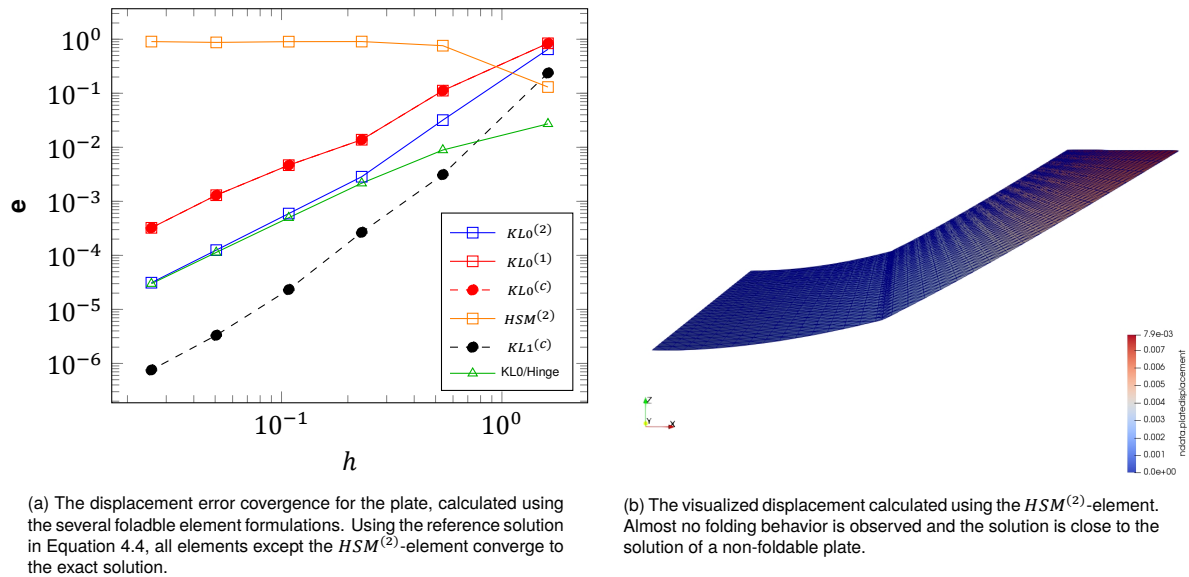 10^0
10^{-1}
10^{-2}
10^{-3}
10^{-4}
10^{-5}
10^{-6}
e
10^{-1}
10^0
h
KL0^{(2)}
KL0^{(1)}
KL0^{(c)}
HSM^{(2)}
KL1^{(c)}
KL0/Hinge
(a) The displacement error covergence for the plate, calculated using
the several foladble element formulations. Using the reference solution
in Equation 4.4, all elements except the HSM^{(2)}-element converge to
the exact solution.
Z
Y
X
7.9e-03
0.007
0.006
0.005
0.004
0.003
0.002
0.001
0.0e+00
ndata.platedisplacement
(b) The visualized displacement calculated using the HSM^{(2)}-element.
Almost no folding behavior is observed and the solution is close to the
solution of a non-foldable plate.